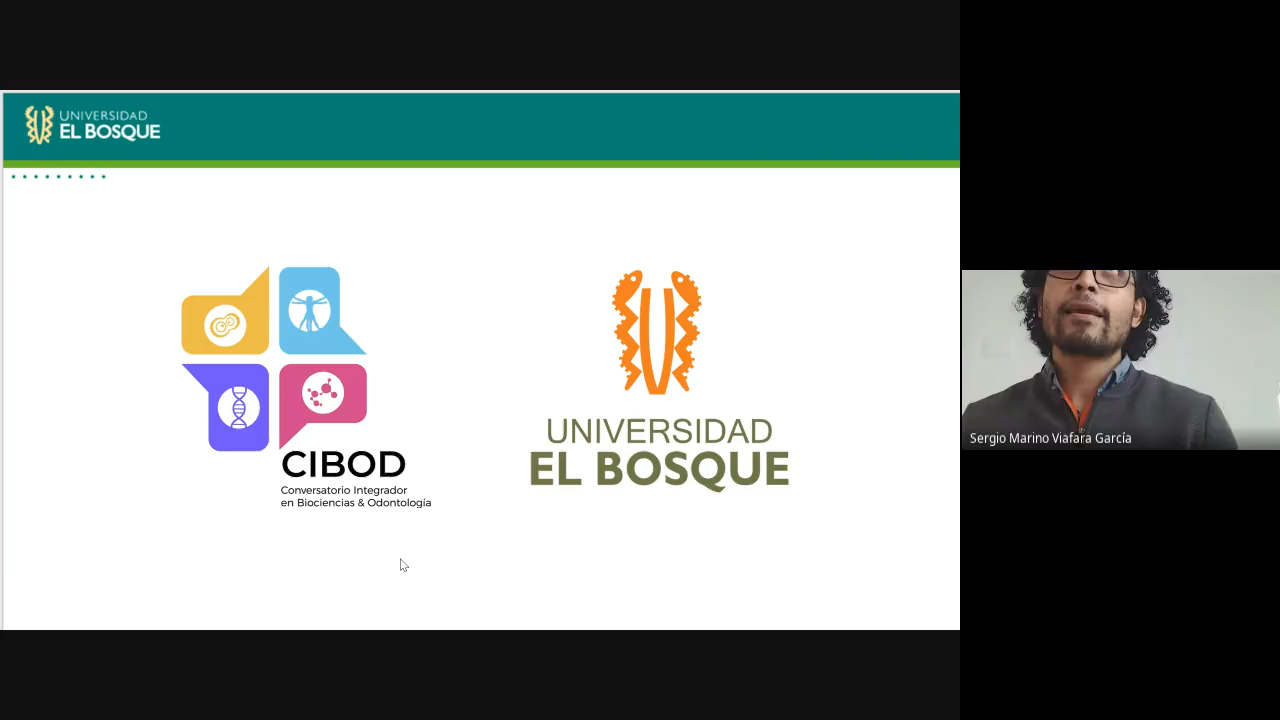 UNIVERSIDAD
EL BOSQUE
CIBOD
Conversatorio Integrador
en Biociencias & Odontología
UNIVERSIDAD
EL BOSQUE
Sergio Marino Viafara García